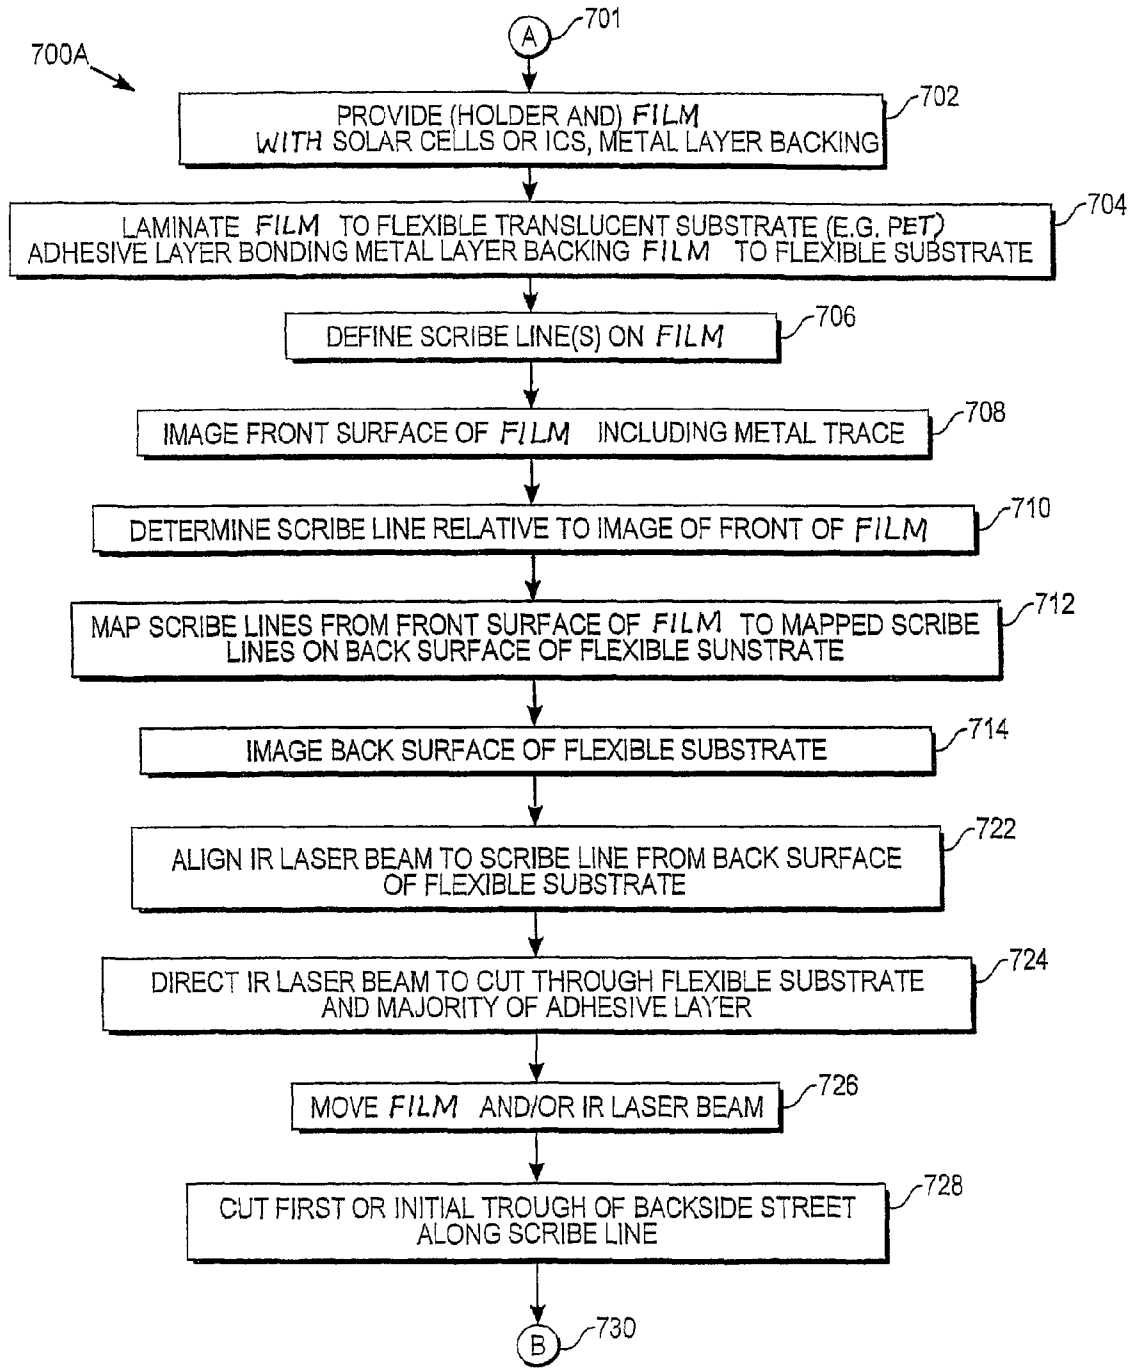 700A
A
701
PROVIDE (HOLDER AND) FILM
WITH SOLAR CELLS OR ICS, METAL LAYER BACKING
702
LAMINATE FILM TO FLEXIBLE TRANSLUCENT SUBSTRATE (E.G. PET)
ADHESIVE LAYER BONDING METAL LAYER BACKING FILM TO FLEXIBLE SUBSTRATE
704
DEFINE SCRIBE LINE(S) ON FILM
706
IMAGE FRONT SURFACE OF FILM INCLUDING METAL TRACE
708
DETERMINE SCRIBE LINE RELATIVE TO IMAGE OF FRONT OF FILM
710
MAP SCRIBE LINES FROM FRONT SURFACE OF FILM TO MAPPED SCRIBE
LINES ON BACK SURFACE OF FLEXIBLE SUNSTRATE
712
IMAGE BACK SURFACE OF FLEXIBLE SUBSTRATE
714
ALIGN IR LASER BEAM TO SCRIBE LINE FROM BACK SURFACE
OF FLEXIBLE SUBSTRATE
722
DIRECT IR LASER BEAM TO CUT THROUGH FLEXIBLE SUBSTRATE
AND MAJORITY OF ADHESIVE LAYER
724
MOVE FILM AND/OR IR LASER BEAM
726
CUT FIRST OR INITIAL TROUGH OF BACKSIDE STREET
ALONG SCRIBE LINE
728
B
730